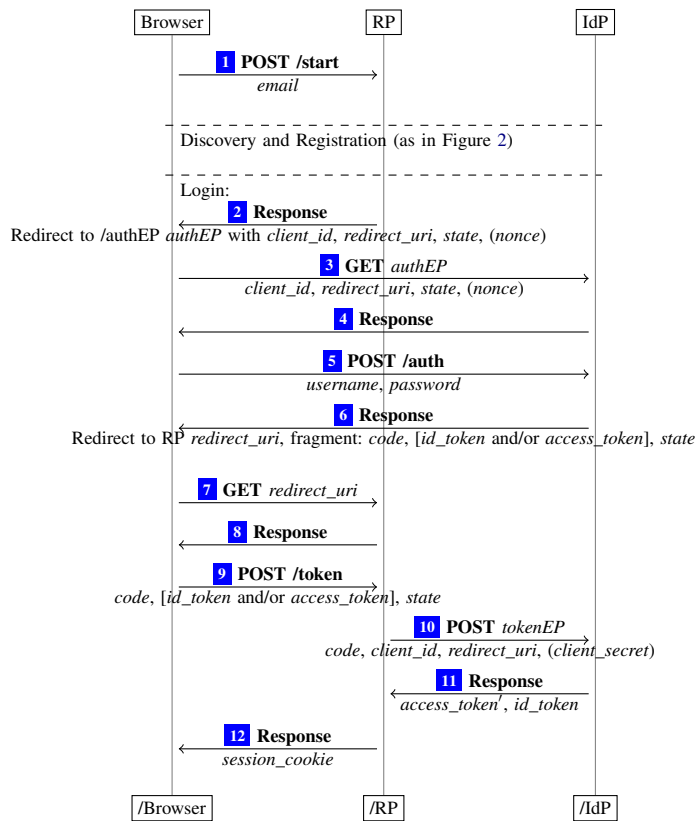 Browser RP IdP
1 POST /start
email
Discovery and Registration (as in Figure 2)
Login:
2 Response
Redirect to /authEP authEP with client_id, redirect_uri, state, (nonce)
3 GET authEP
client_id, redirect_uri, state, (nonce)
4 Response
5 POST /auth
username, password
6 Response
Redirect to RP redirect_uri, fragment: code, [id_token and/or access_token], state
7 GET redirect_uri
8 Response
9 POST /token
code, [id_token and/or access_token], state
10 POST tokenEP
code, client_id, redirect_uri, (client_secret)
11 Response
access_token′, id_token
12 Response
session_cookie
/Browser /RP /IdP